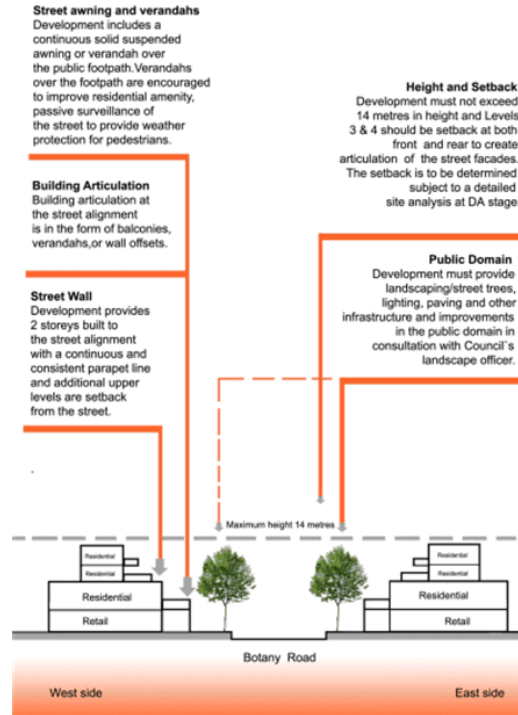 Street awning and verandahs
Development includes a
continuous solid suspended
awning or verandah over
the public footpath.Verandahs
over the footpath are encouraged
to improve residential amenity,
passive surveillance of
the street to provide weather
protection for pedestrians.
Building Articulation
Building articulation at
the street alignment
is in the form of balconies,
verandahs,or wall offsets.
Street Wall
Development provides
2 storeys built to
the street alignment
with a continuous and
consistent parapet line
and additional upper
levels are setback
from the street.
Height and Setback
Development must not exceed
14 metres in height and Levels
3 & 4 should be setback at both
front and rear to create
articulation of the street facades.
The setback is to be determined
subject to a detailed
site analysis at DA stage
Public Domain
Development must provide
landscaping/street trees,
lighting, paving and other
infrastructure and improvements
in the public domain in
consultation with Council`s
landscape officer.
Maximum height 14 metres
Residential
Residential
Residential
Retail
Residential
Residential
Residential
Retail
Botany Road
West side
East side